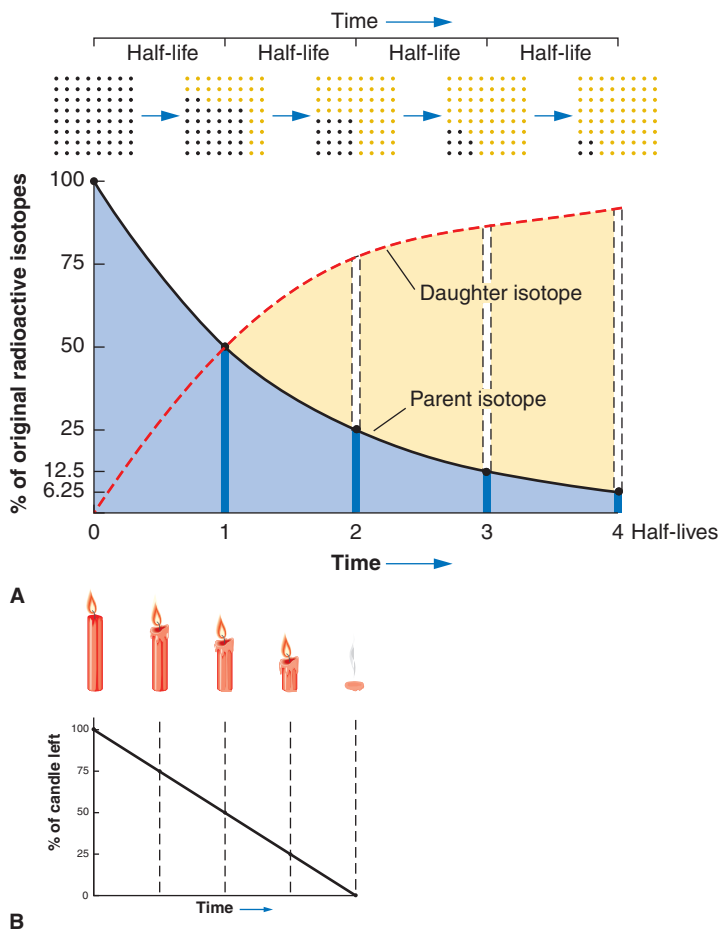 Time
Half-life Half-life Half-life Half-life
% of original radioactive isotopes
100
75
50
25
12.5
6.25
Daughter isotope
Parent isotope
0 1 2 3 4 Half-lives
Time
A
% of candle left
100
75
50
25
0
Time
B